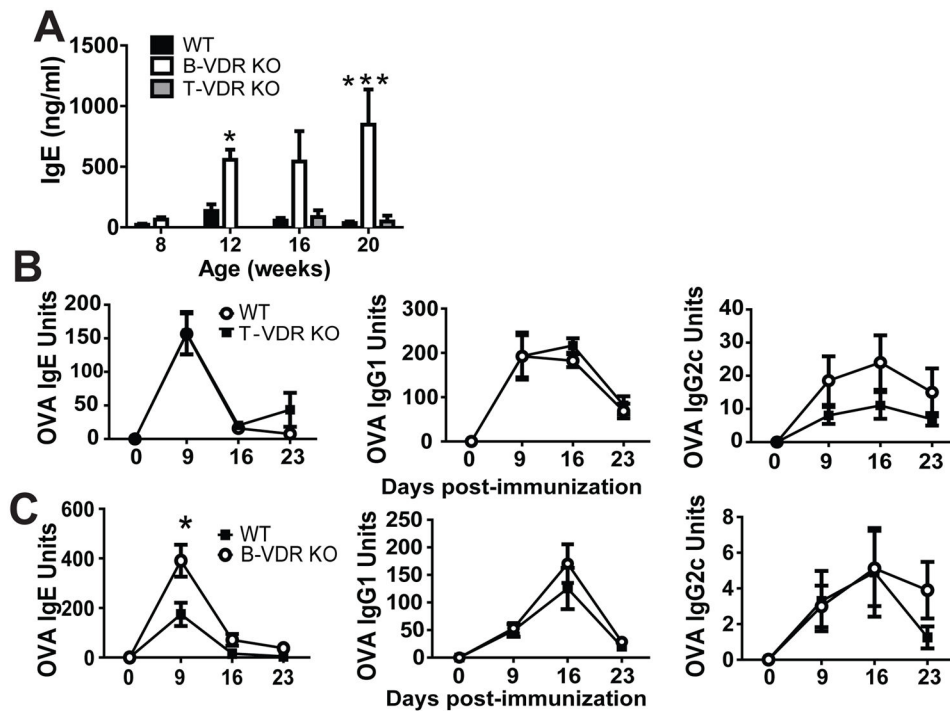 A
IgE (ng/ml)
1500
1000
500
0
WT
B-VDR KO
T-VDR KO
*
***
8 12 16 20
Age (weeks)
B
OVA IgE Units
200
150
100
50
0
WT
T-VDR KO
0 9 16 23
OVA IgG1 Units
300
200
100
0
0 9 16 23
OVA IgG2c Units
40
30
20
10
0
0 9 16 23
Days post-immunization
C
OVA IgE Units
600
400
200
0
*
WT
B-VDR KO
0 9 16 23
OVA IgG1 Units
250
200
150
100
50
0
0 9 16 23
OVA IgG2c Units
8
6
4
2
0
0 9 16 23
Days post-immunization